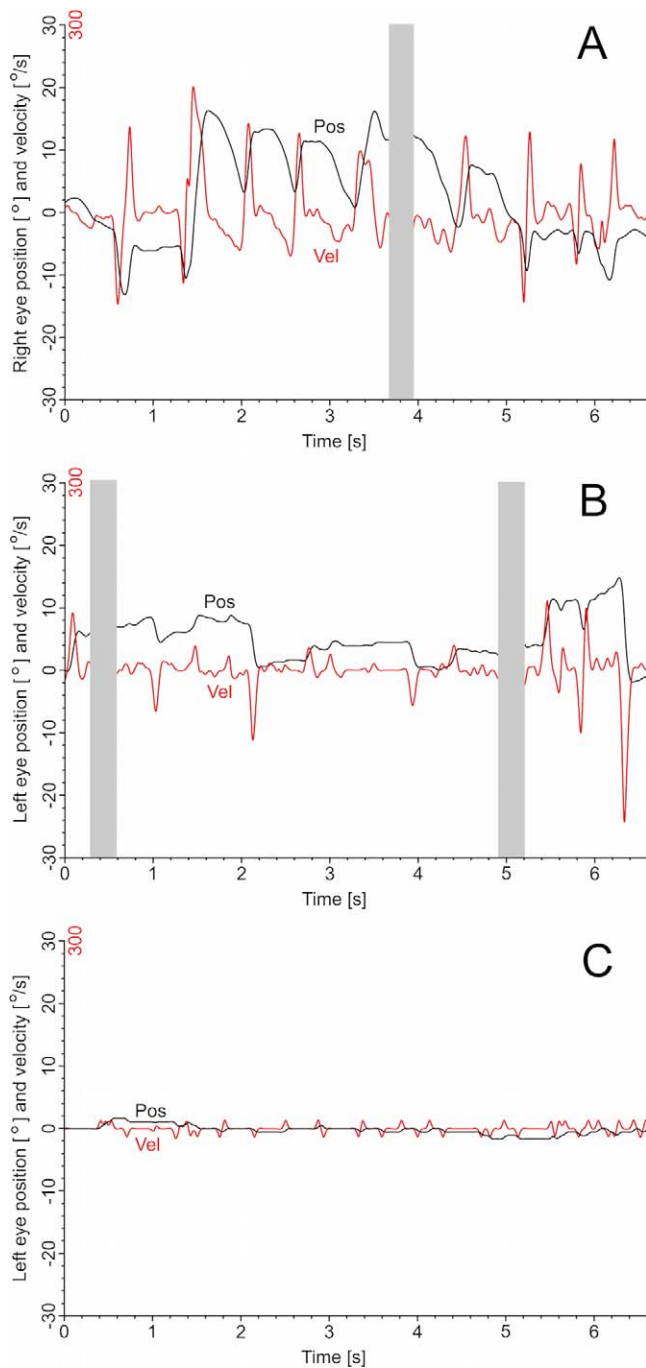 A
300
Right eye position [°] and velocity [°/s]
30
20
10
0
-10
-20
-30
Pos
Vel
0 1 2 3 4 5 6
Time [s]
B
300
Left eye position [°] and velocity [°/s]
30
20
10
0
-10
-20
-30
Pos
Vel
0 1 2 3 4 5 6
Time [s]
C
300
Left eye position [°] and velocity [°/s]
30
20
10
0
-10
-20
-30
Pos
Vel
0 1 2 3 4 5 6
Time [s]